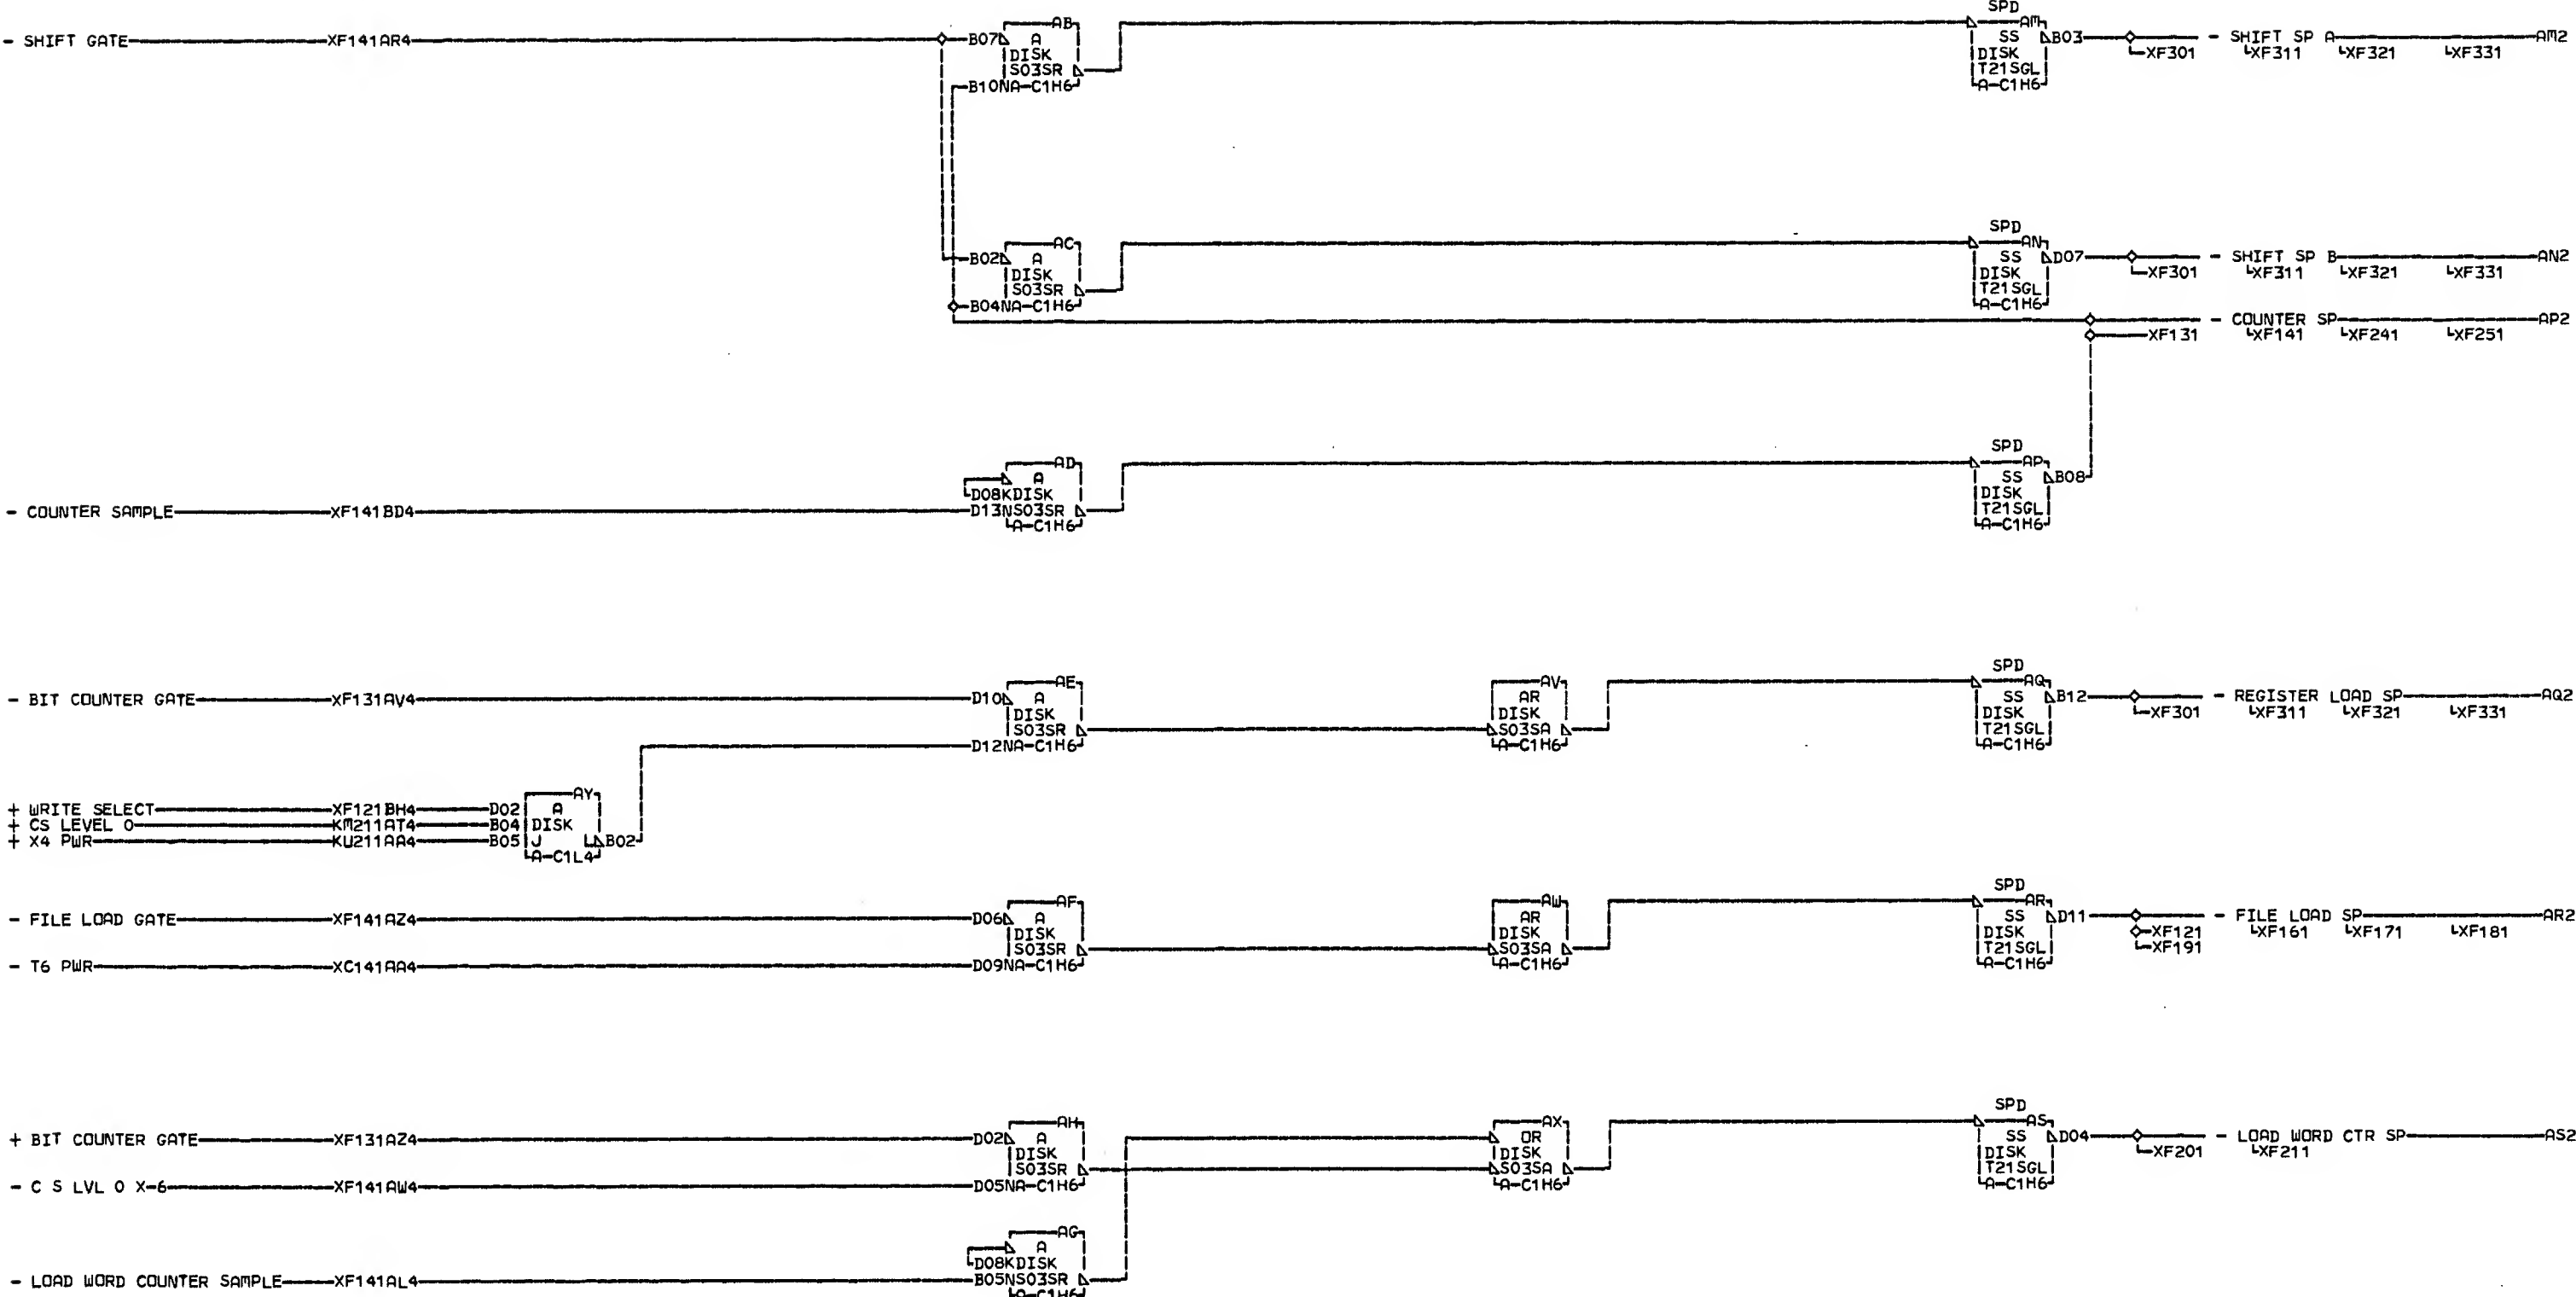 SPD
AB AM
- SHIFT GATE XF141AR4 B07 A SS B03 - SHIFT SP A AM2
DISK DISK XF301 XF311 XF321 XF331
S03SR T21SGL
B10NA-C1H6 A-C1H6
SPD
AC AN
B02 A SS D07 - SHIFT SP B AN2
DISK DISK XF301 XF311 XF321 XF331
S03SR T21SGL
B04NA-C1H6 A-C1H6
- COUNTER SP AP2
XF131 XF141 XF241 XF251
SPD
AD AP
A SS B08
D08KDISK DISK
- COUNTER SAMPLE XF141BD4 D13NS03SR T21SGL
A-C1H6 A-C1H6
SPD
AE AV AQ
- BIT COUNTER GATE XF131AV4 D10 A AR SS B12 - REGISTER LOAD SP AQ2
DISK DISK DISK XF301 XF311 XF321 XF331
S03SR S03SA T21SGL
D12NA-C1H6 A-C1H6 A-C1H6
AY
+ WRITE SELECT XF121BH4 D02 A
+ CS LEVEL 0 KM211AT4 B04 DISK
+ X4 PWR KU211AA4 B05 J L B02
A-C1L4
SPD
AF AW AR
- FILE LOAD GATE XF141AZ4 D06 A AR SS D11 - FILE LOAD SP AR2
DISK DISK DISK XF121 XF161 XF171 XF181
S03SR S03SA T21SGL XF191
- T6 PWR XC141AA4 D09NA-C1H6 A-C1H6 A-C1H6
SPD
AH AX AS
+ BIT COUNTER GATE XF131AZ4 D02 A OR SS D04 - LOAD WORD CTR SP AS2
DISK DISK DISK XF201 XF211
S03SR S03SA T21SGL
- C S LVL 0 X-6 XF141AW4 D05NA-C1H6 A-C1H6 A-C1H6
AG
A
D08KDISK
- LOAD WORD COUNTER SAMPLE XF141AL4 B05NS03SR
A-C1H6